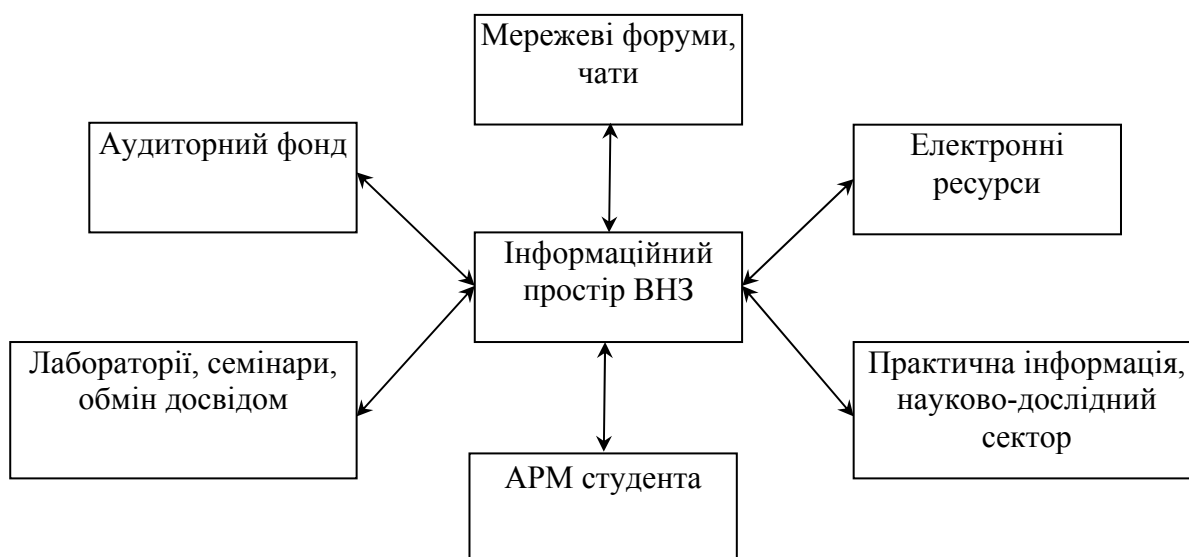 Мережеві форуми,
чати
Аудиторний фонд
Електронні
ресурси
Інформаційний
простір ВНЗ
Лабораторії, семінари,
обмін досвідом
Практична інформація,
науково-дослідний
сектор
АРМ студента